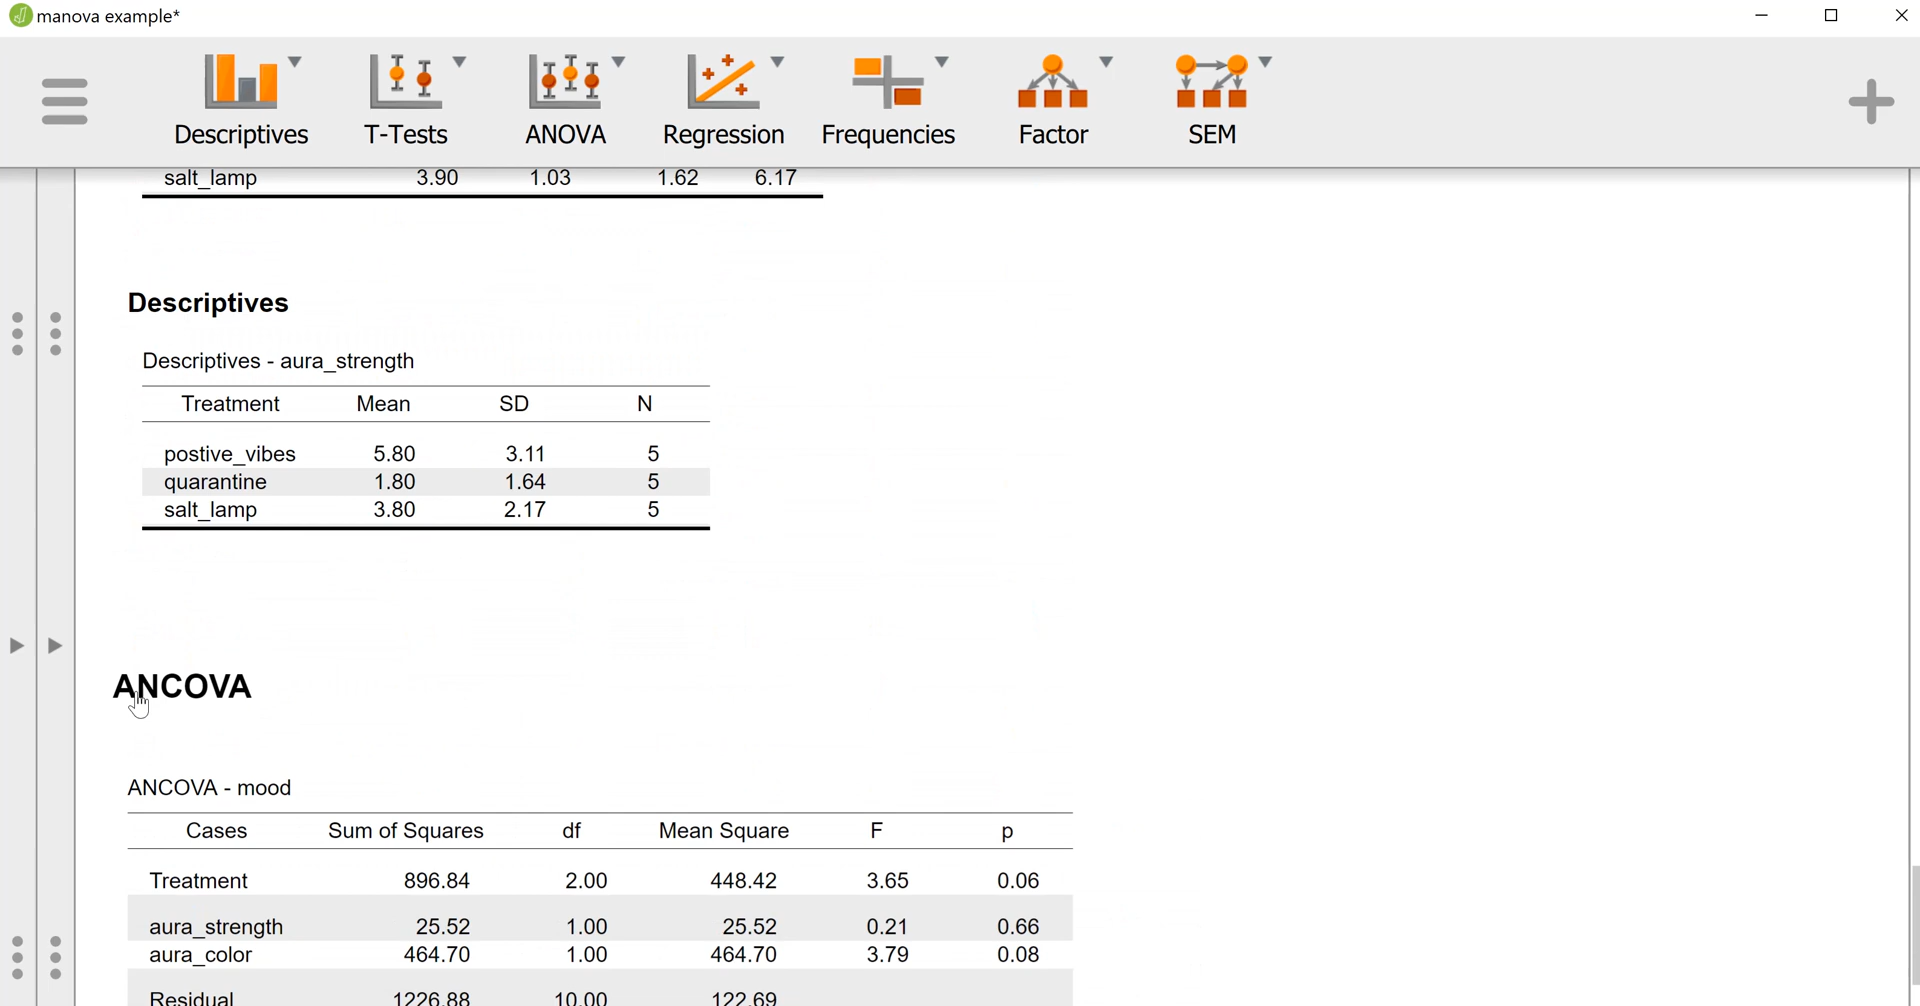 manova example*
Descriptives T-Tests ANOVA Regression Frequencies Factor SEM
salt_lamp 3.90 1.03 1.62 6.17
Descriptives
Descriptives - aura_strength
Treatment Mean SD N
postive_vibes 5.80 3.11 5
quarantine 1.80 1.64 5
salt_lamp 3.80 2.17 5
ANCOVA
ANCOVA - mood
Cases Sum of Squares df Mean Square F p
Treatment 896.84 2.00 448.42 3.65 0.06
aura_strength 25.52 1.00 25.52 0.21 0.66
aura_color 464.70 1.00 464.70 3.79 0.08
Residual 1226.88 10.00 122.69